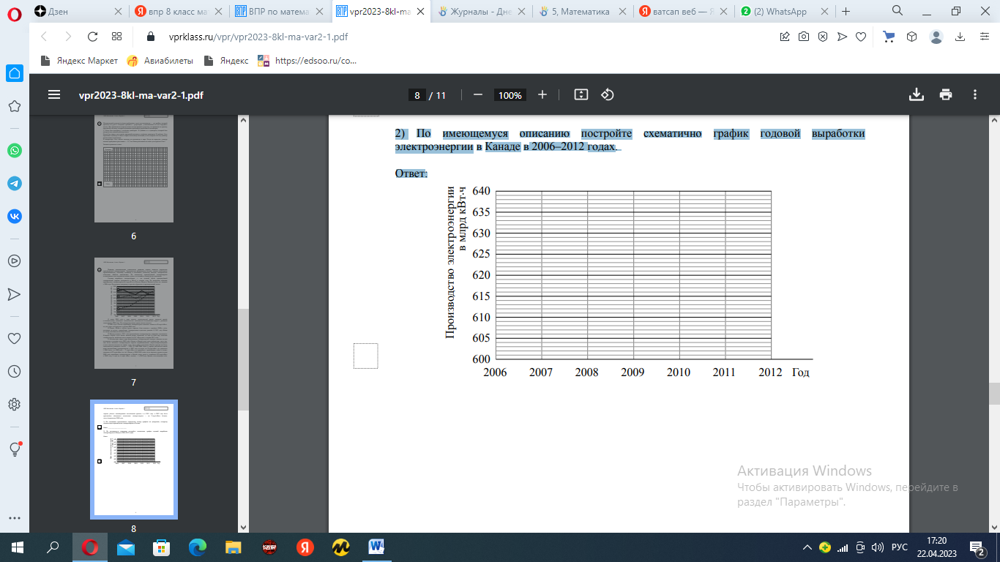 Дзен
впр 8 класс ма
ВПР по матема
vpr2023-8kl-ma
Журналы - Дне
5, Математика
ватсап веб — Я
(2) WhatsApp
vprklass.ru/vpr/vpr2023-8kl-ma-var2-1.pdf
Яндекс Маркет
Авиабилеты
Яндекс
https://edsoo.ru/co...
vpr2023-8kl-ma-var2-1.pdf
8 / 11
100%
6
7
8
2) По имеющемуся описанию постройте схематично график годовой выработки
электроэнергии в Канаде в 2006–2012 годах.
Ответ:
Производство электроэнергии
в млрд кВт·ч
640
635
630
625
620
615
610
605
600
2006 2007 2008 2009 2010 2011 2012 Год
Активация Windows
Чтобы активировать Windows, перейдите в
раздел "Параметры".
РУС
17:20
22.04.2023
2